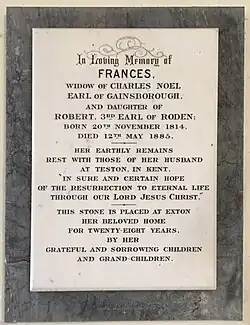 In Loving Memory of
FRANCES,
WIDOW OF CHARLES NOEL
EARL OF GAINSBOROUGH,
AND DAUGHTER OF
ROBERT, 3RD EARL OF RODEN;
BORN 20TH NOVEMBER 1814,
DIED 12TH MAY 1885.
HER EARTHLY REMAINS
REST WITH THOSE OF HER HUSBAND
AT TESTON, IN KENT,
IN SURE AND CERTAIN HOPE
OF THE RESURRECTION TO ETERNAL LIFE
THROUGH OUR LORD JESUS CHRIST.
THIS STONE IS PLACED AT EXTON
HER BELOVED HOME
FOR TWENTY-EIGHT YEARS,
BY HER
GRATEFUL AND SORROWING CHILDREN
AND GRAND-CHILDREN.